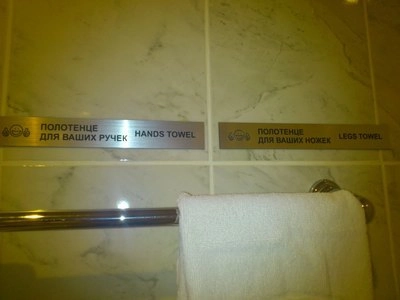 ПОЛОТЕНЦЕ
ДЛЯ ВАШИХ РУЧЕК
HANDS TOWEL
ПОЛОТЕНЦЕ
ДЛЯ ВАШИХ НОЖЕК
LEGS TOWEL